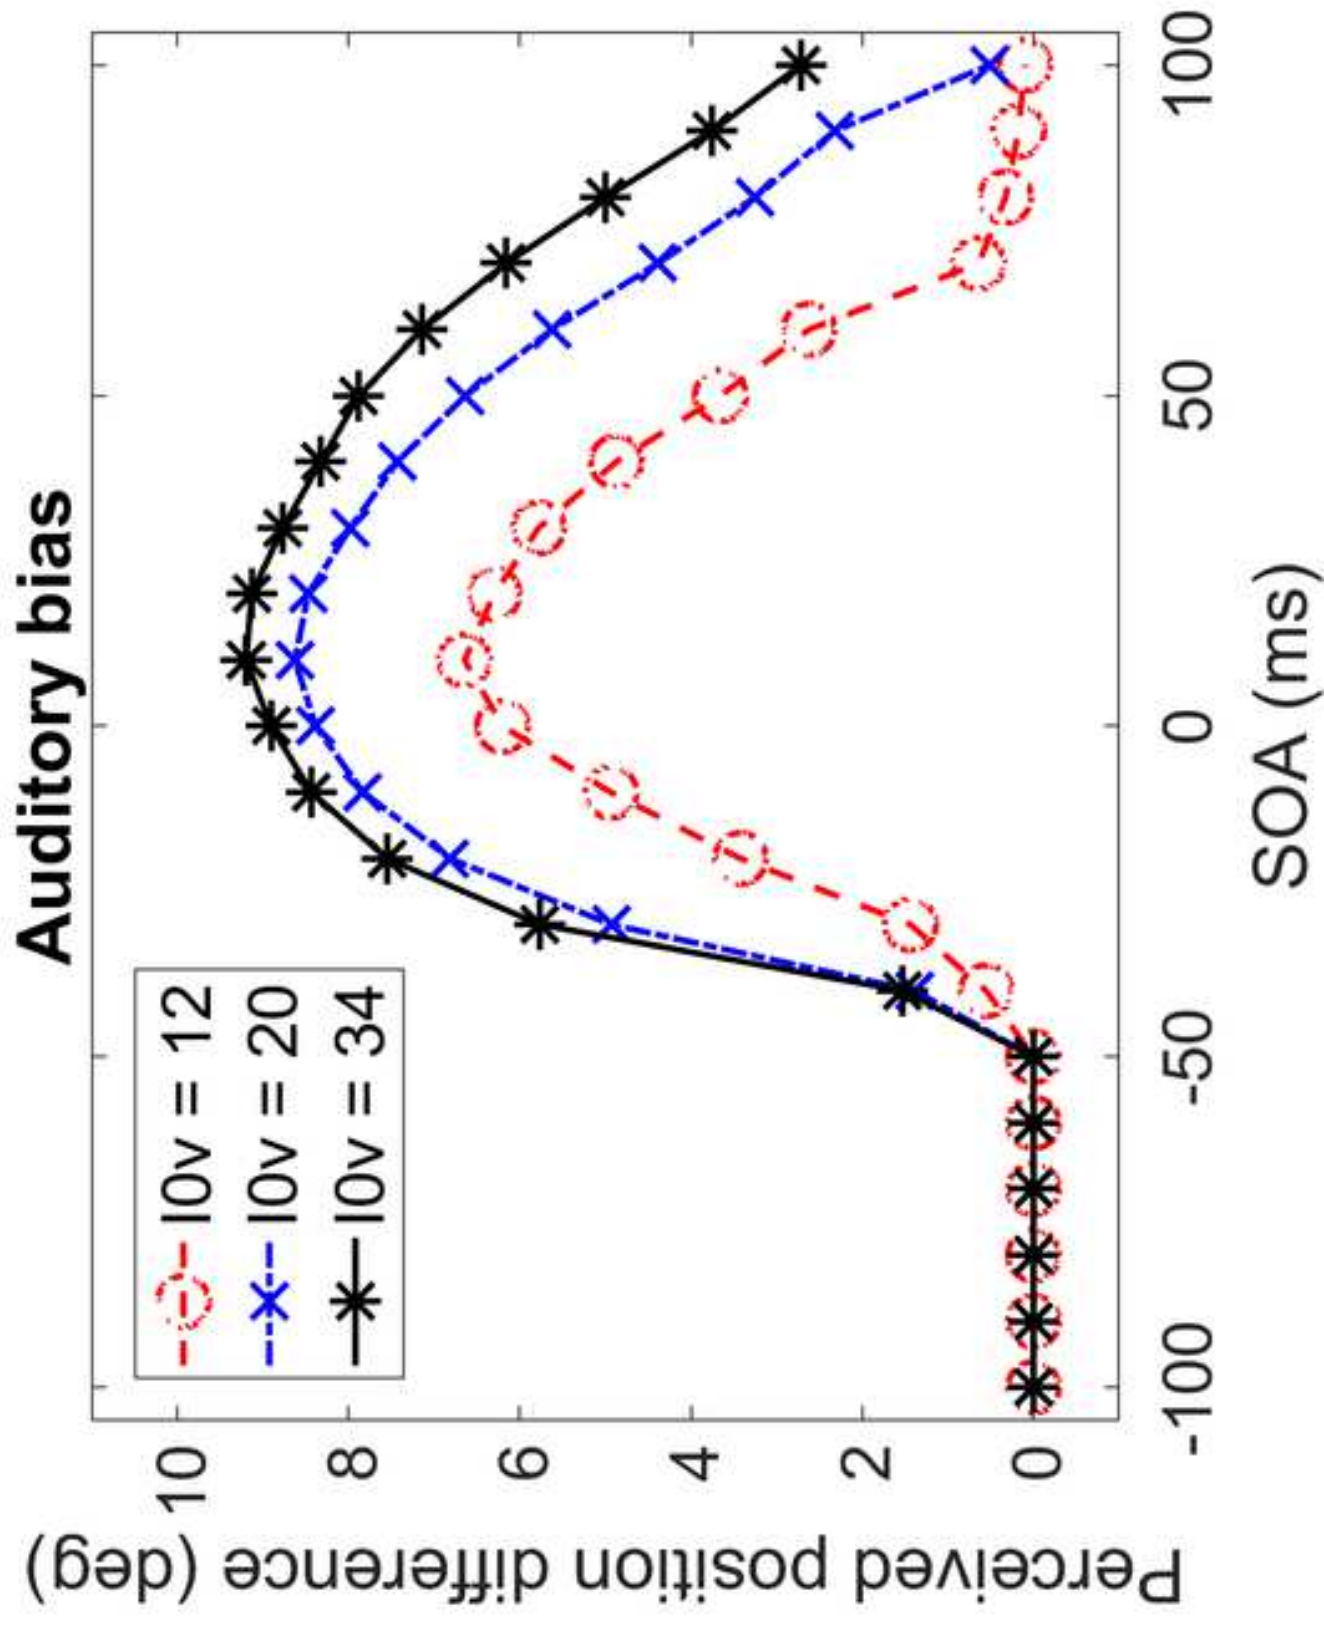 Auditory bias
I0v = 12
I0v = 20
I0v = 34
Perceived position difference (deg)
10
8
6
4
2
0
-100
-50
0
50
100
SOA (ms)